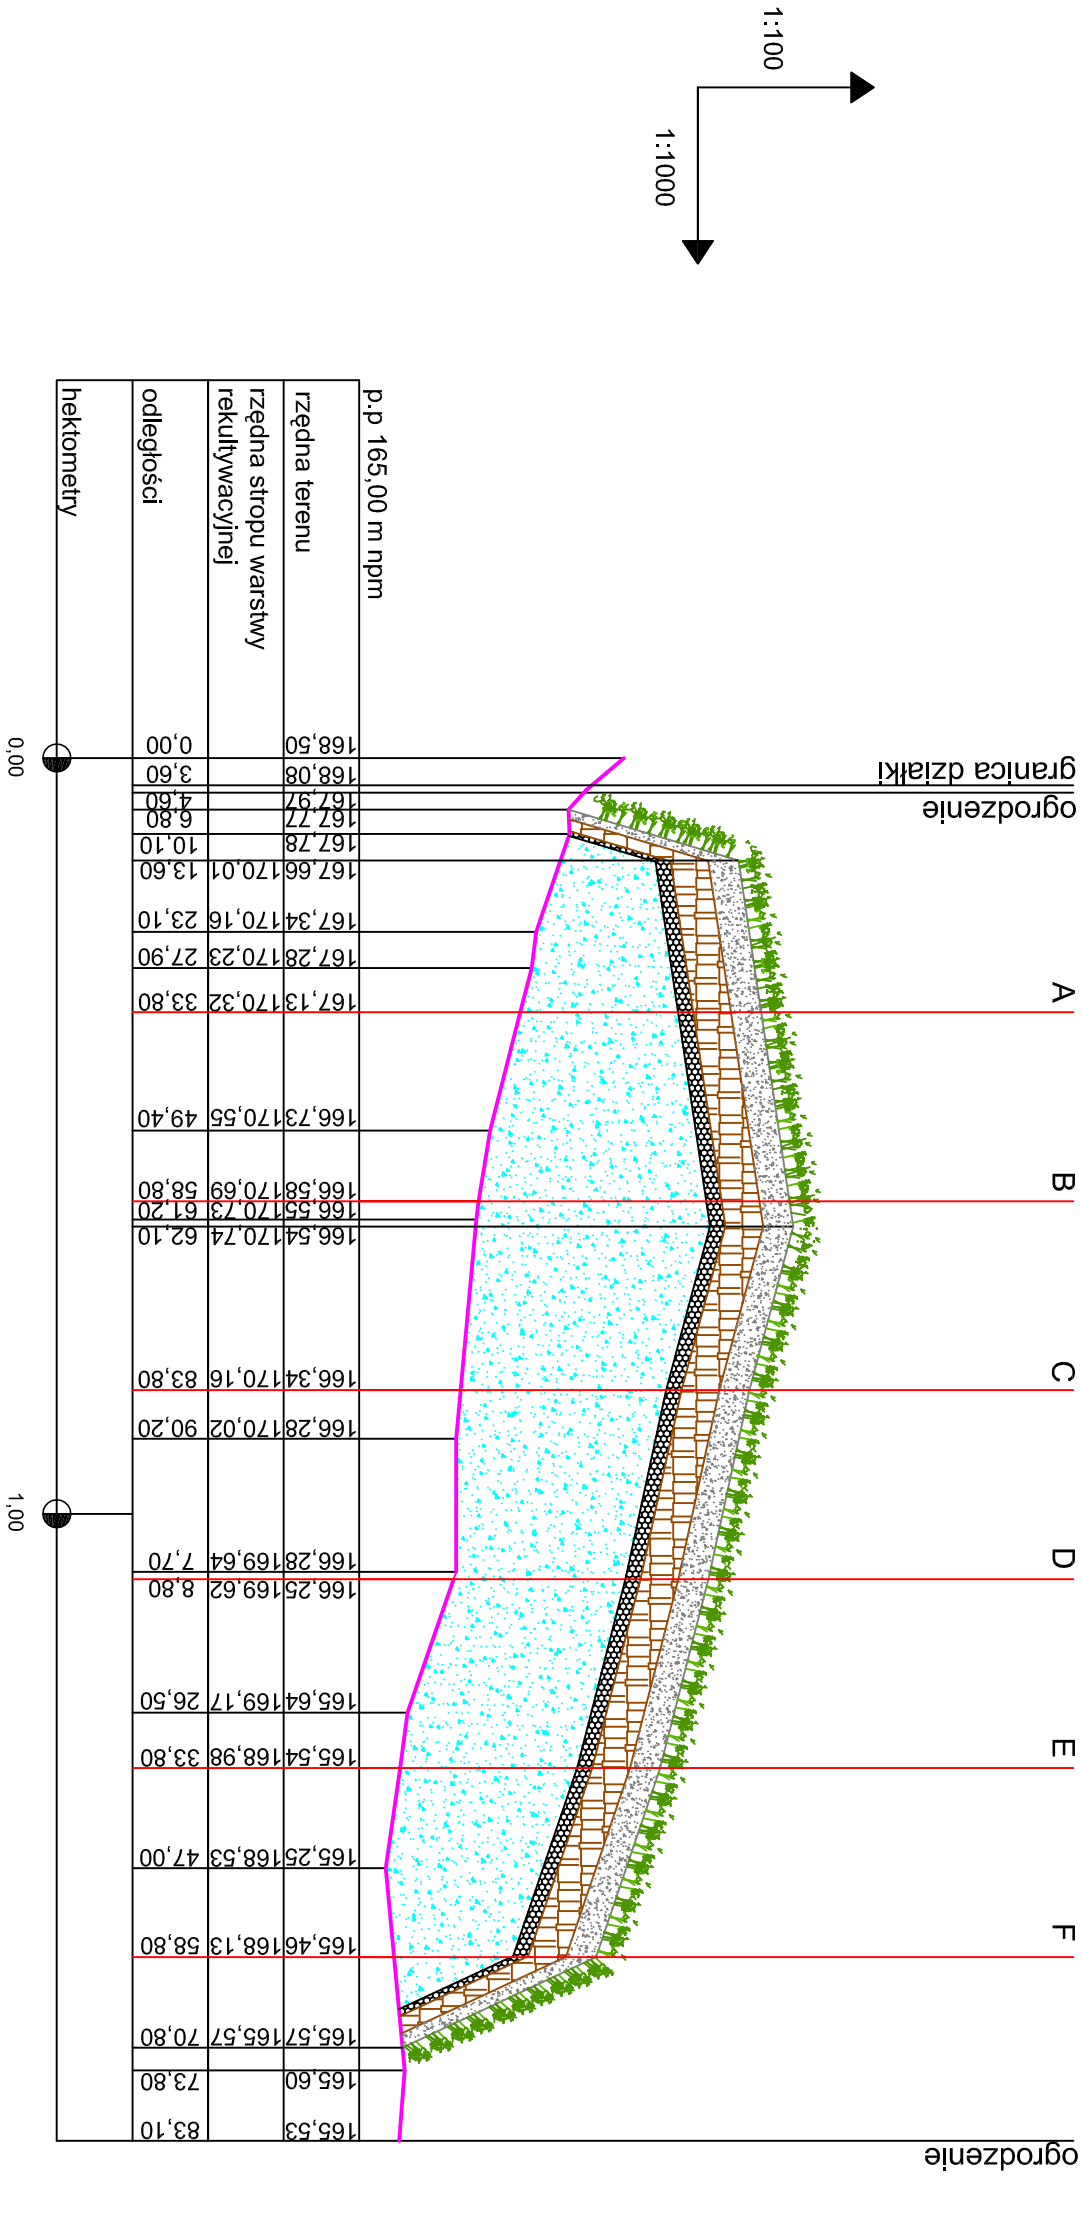 1:100
1:1000
granica działki
ogrodzenie
A
B
C
D
E
F
ogrodzenie
p.p 165,00 m npm
rzędna terenu
168,50 168,08 167,97 167,77 167,78 167,66 167,34 167,28 167,13 166,73 166,58 166,55 166,54 166,34 166,28 166,28 166,25 165,64 165,54 165,25 165,46 165,57 165,60 165,53
rzędna stropu warstwy
rekultywacyjnej
170,01 170,16 170,23 170,32 170,55 170,69 170,73 170,74 170,16 170,02 169,64 169,62 169,17 168,98 168,53 168,13 165,57
odległości
0,00 3,60 4,60 6,80 10,10 13,60 23,10 27,90 33,80 49,40 58,80 61,20 62,10 83,80 90,20 7,70 8,80 26,50 33,80 47,00 58,80 70,80 73,80 83,10
hektometry
0,00 1,00